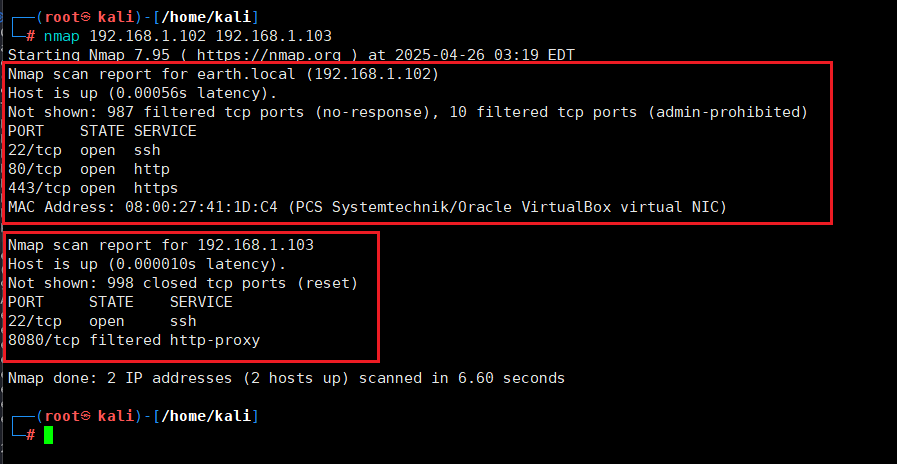 ┌──(root㉿ kali)-[/home/kali]
└─# nmap 192.168.1.102 192.168.1.103
Starting Nmap 7.95 ( https://nmap.org ) at 2025-04-26 03:19 EDT
Nmap scan report for earth.local (192.168.1.102)
Host is up (0.00056s latency).
Not shown: 987 filtered tcp ports (no-response), 10 filtered tcp ports (admin-prohibited)
PORT    STATE SERVICE
22/tcp  open  ssh
80/tcp  open  http
443/tcp open  https
MAC Address: 08:00:27:41:1D:C4 (PCS Systemtechnik/Oracle VirtualBox virtual NIC)
Nmap scan report for 192.168.1.103
Host is up (0.000010s latency).
Not shown: 998 closed tcp ports (reset)
PORT     STATE    SERVICE
22/tcp   open     ssh
8080/tcp filtered http-proxy
Nmap done: 2 IP addresses (2 hosts up) scanned in 6.60 seconds
┌──(root㉿ kali)-[/home/kali]
└─#